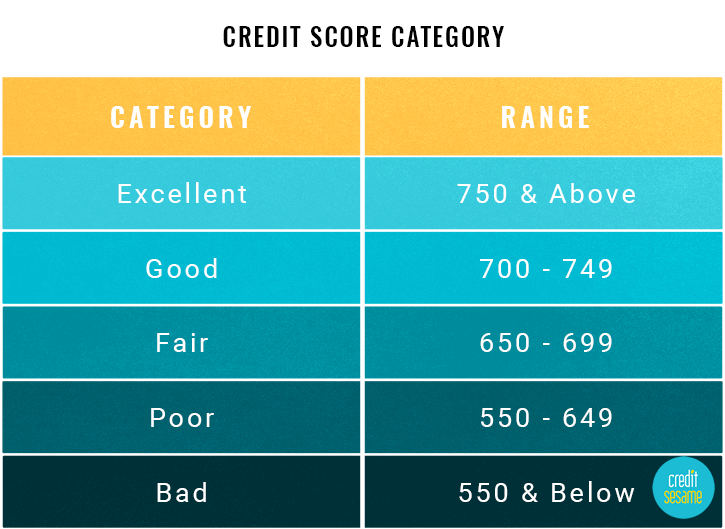 CREDIT SCORE CATEGORY
CATEGORY RANGE
Excellent 750 & Above
Good 700 - 749
Fair 650 - 699
Poor 550 - 649
Bad 550 & Below
credit
sesame